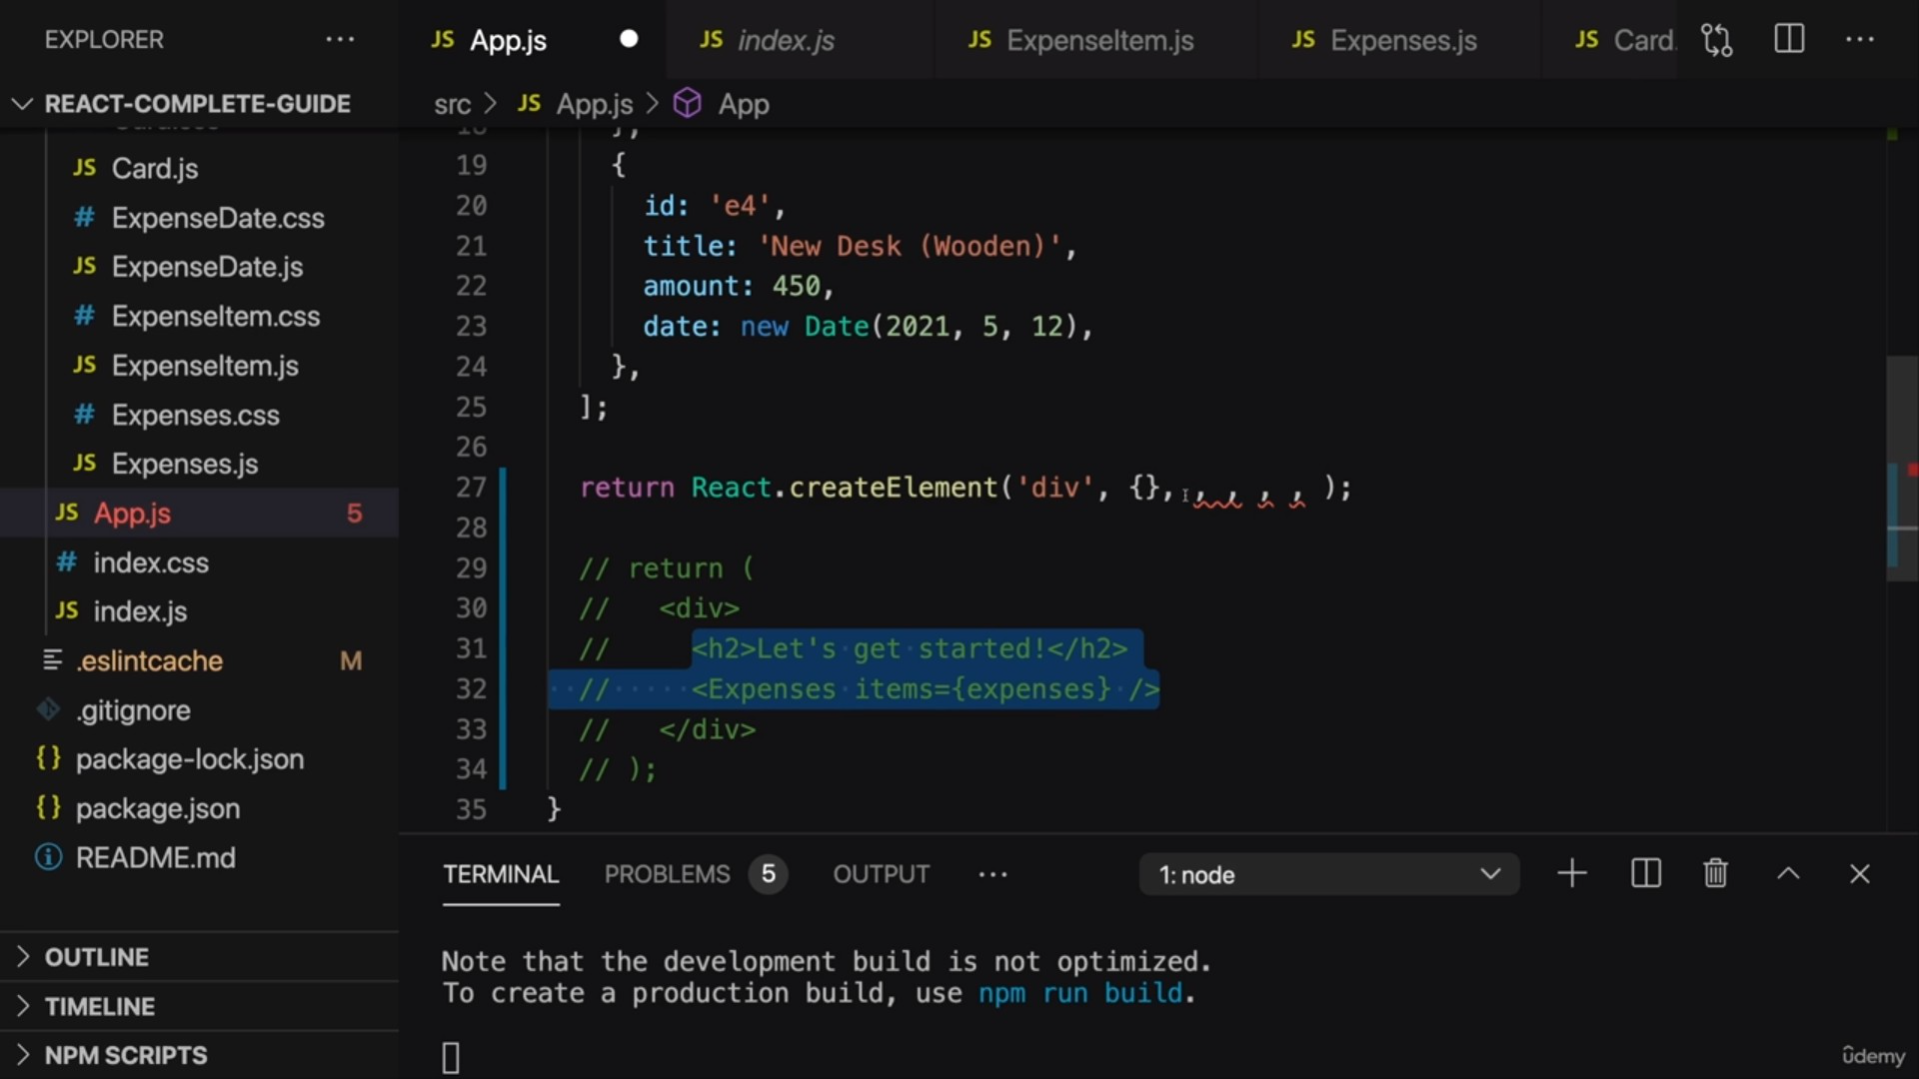 EXPLORER
REACT-COMPLETE-GUIDE
JS Card.js
# ExpenseDate.css
JS ExpenseDate.js
# ExpenseItem.css
JS ExpenseItem.js
# Expenses.css
JS Expenses.js
JS App.js 5
# index.css
JS index.js
.eslintcache M
.gitignore
{} package-lock.json
{} package.json
README.md
OUTLINE
TIMELINE
NPM SCRIPTS
JS App.js JS index.js JS ExpenseItem.js JS Expenses.js JS Card.
src > JS App.js > App
18 },
19 {
20 id: 'e4',
21 title: 'New Desk (Wooden)',
22 amount: 450,
23 date: new Date(2021, 5, 12),
24 },
25 ];
26
27 return React.createElement('div', {}, , , , , );
28
29 // return (
30 // <div>
31 // <h2>Let's get started!</h2>
32 // <Expenses items={expenses} />
33 // </div>
34 // );
35 }
TERMINAL PROBLEMS 5 OUTPUT ... 1: node
Note that the development build is not optimized.
To create a production build, use npm run build.
ûdemy